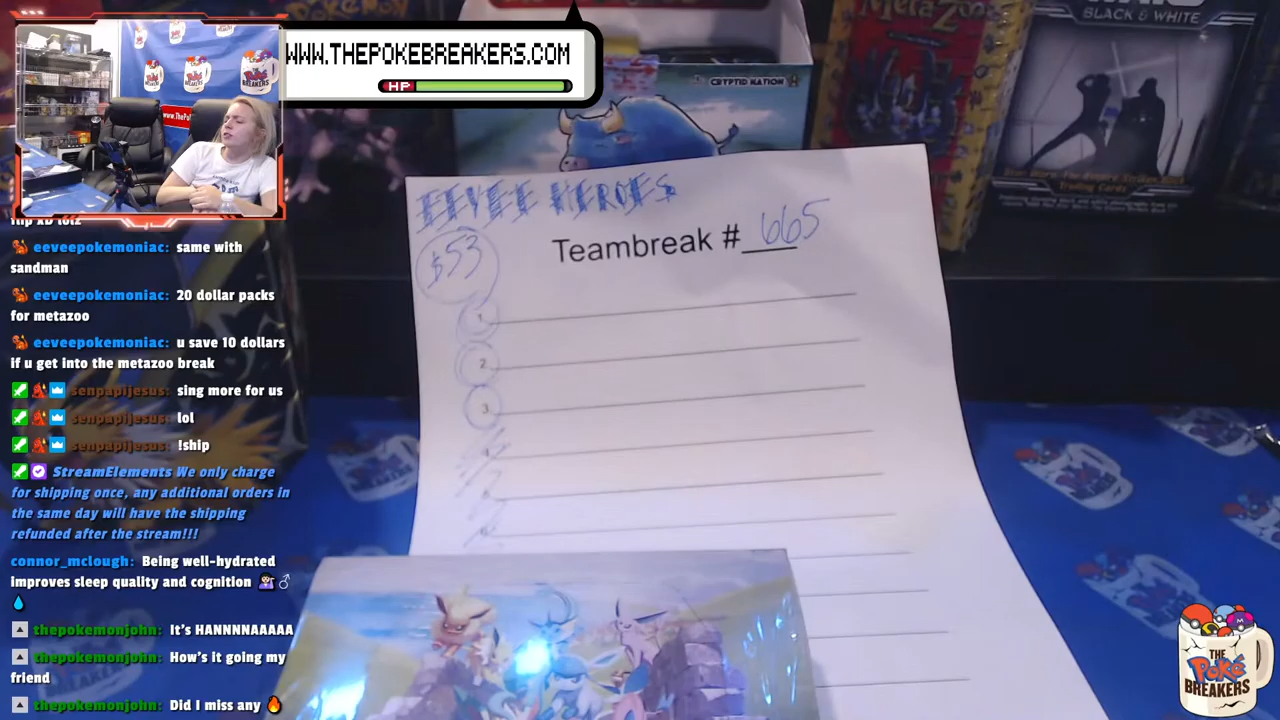 WWW.THEPOKEBREAKERS.COM
HP
CRYPTID NATION
MetaZoo
BLACK & WHITE
EEVEE HEROES
$53
Teambreak # 665
1.
2.
3.
eeveepokemoniac: same with
sandman
eeveepokemoniac: 20 dollar packs
for metazoo
eeveepokemoniac: u save 10 dollars
if u get into the metazoo break
senpapijesus: sing more for us
senpapijesus: lol
senpapijesus: !ship
StreamElements We only charge
for shipping once, any additional orders in
the same day will have the shipping
refunded after the stream!!!
connor_mclough: Being well-hydrated
improves sleep quality and cognition
thepokemonjohn: It's HANNNNAAAAA
thepokemonjohn: How's it going my
friend
thepokemonjohn: Did I miss any
THE
Poké
BREAKERS